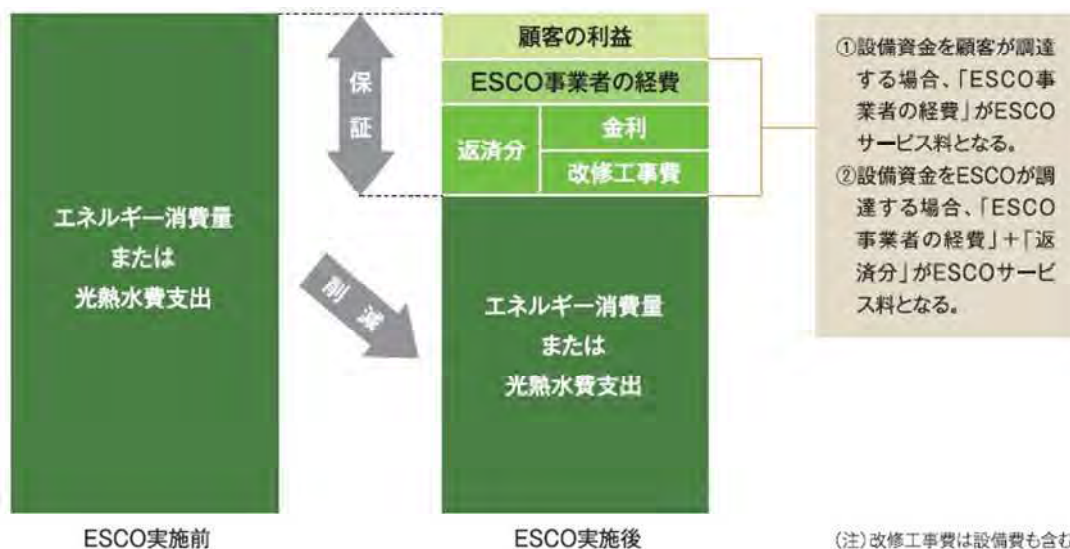 エネルギー消費量
または
光熱水費支出
ESCO実施前
保
証
削減
顧客の利益
ESCO事業者の経費
返済分
金利
改修工事費
エネルギー消費量
または
光熱水費支出
ESCO実施後
①設備資金を顧客が調達
する場合、「ESCO事
業者の経費」がESCO
サービス料となる。
②設備資金をESCOが調
達する場合、「ESCO
事業者の経費」＋「返
済分」がESCOサービ
ス料となる。
(注)改修工事費は設備費も含む